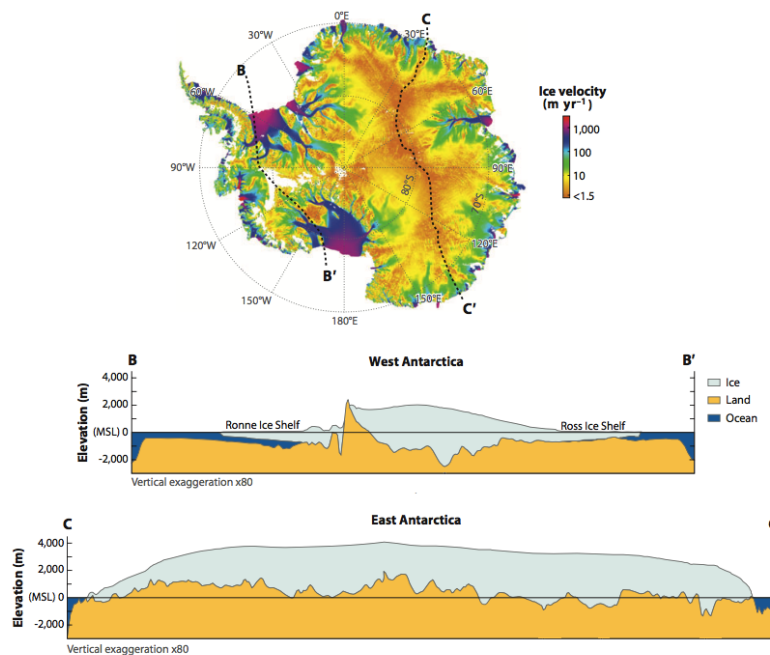 0°E
C
30°W
30°E
B
Ice velocity
(m yr⁻¹)
60°W
60°E
1,000
100
10
<1.5
90°W
90°E
80°S
70°S
120°W
120°E
B'
150°W
150°E
C'
180°E
B
West Antarctica
B'
4,000
2,000
(MSL) 0
-2,000
Elevation (m)
Ronne Ice Shelf
Ross Ice Shelf
Ice
Land
Ocean
Vertical exaggeration x80
C
East Antarctica
4,000
2,000
(MSL) 0
-2,000
Elevation (m)
Vertical exaggeration x80